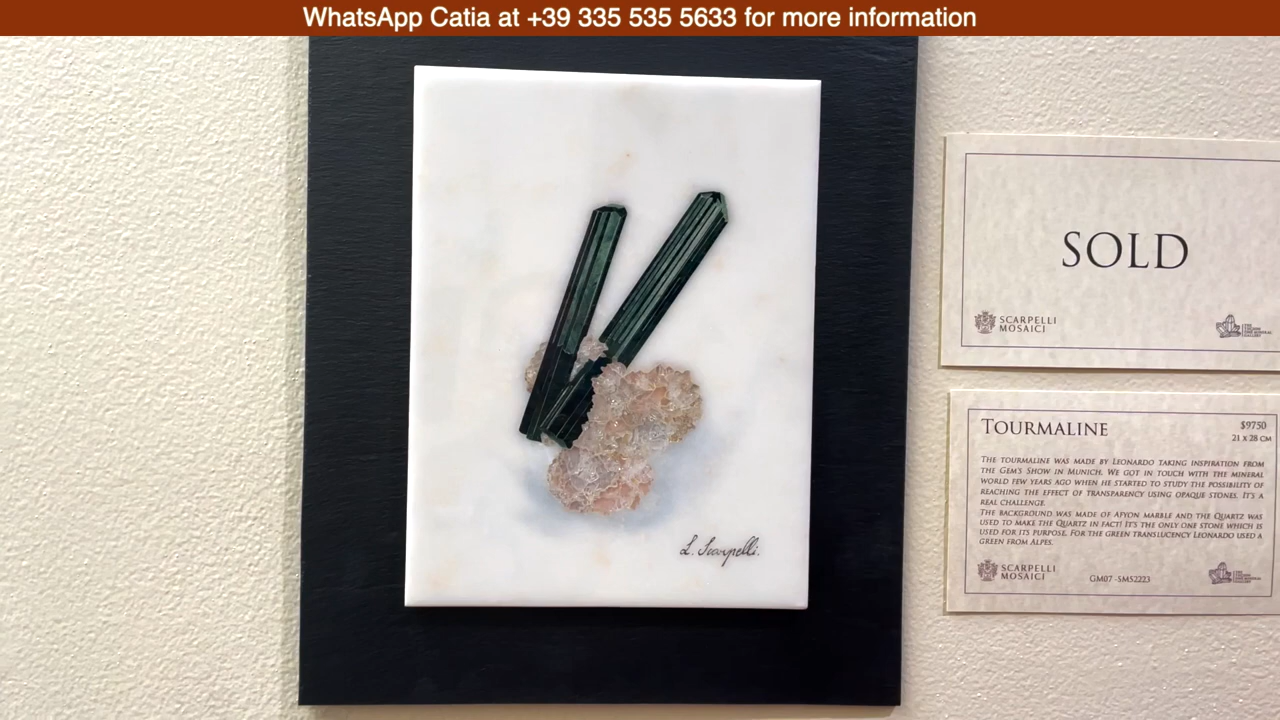 WhatsApp Catia at +39 335 535 5633 for more information
SOLD
SCARPELLI
MOSAICI
L. Scarpelli.
TOURMALINE
$9750
21 X 28 CM
THE TOURMALINE WAS MADE BY LEONARDO TAKING INSPIRATION FROM
THE GEM'S SHOW IN MUNICH. WE GOT IN TOUCH WITH THE MINERAL
WORLD FEW YEARS AGO WHEN HE STARTED TO STUDY THE POSSIBILITY OF
REACHING THE EFFECT OF TRANSPARENCY USING OPAQUE STONES. IT'S A
REAL CHALLENGE.
THE BACKGROUND WAS MADE OF AFYON MARBLE AND THE QUARTZ WAS
USED TO MAKE THE QUARTZ IN FACT! IT'S THE ONLY ONE STONE WHICH IS
USED FOR ITS PURPOSE. FOR THE GREEN TRANSLUCENCY LEONARDO USED A
GREEN FROM ALPES.
SCARPELLI
MOSAICI
GM07 -SM52223